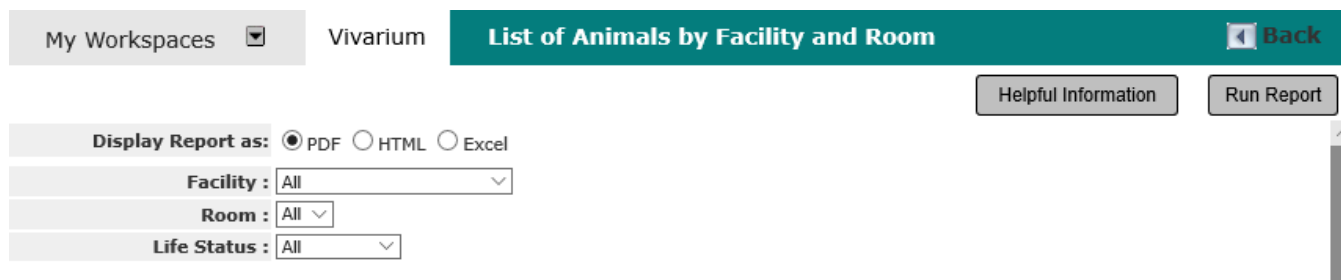 My Workspaces Vivarium List of Animals by Facility and Room Back
Helpful Information Run Report
Display Report as: PDF HTML Excel
Facility : All
Room : All
Life Status : All